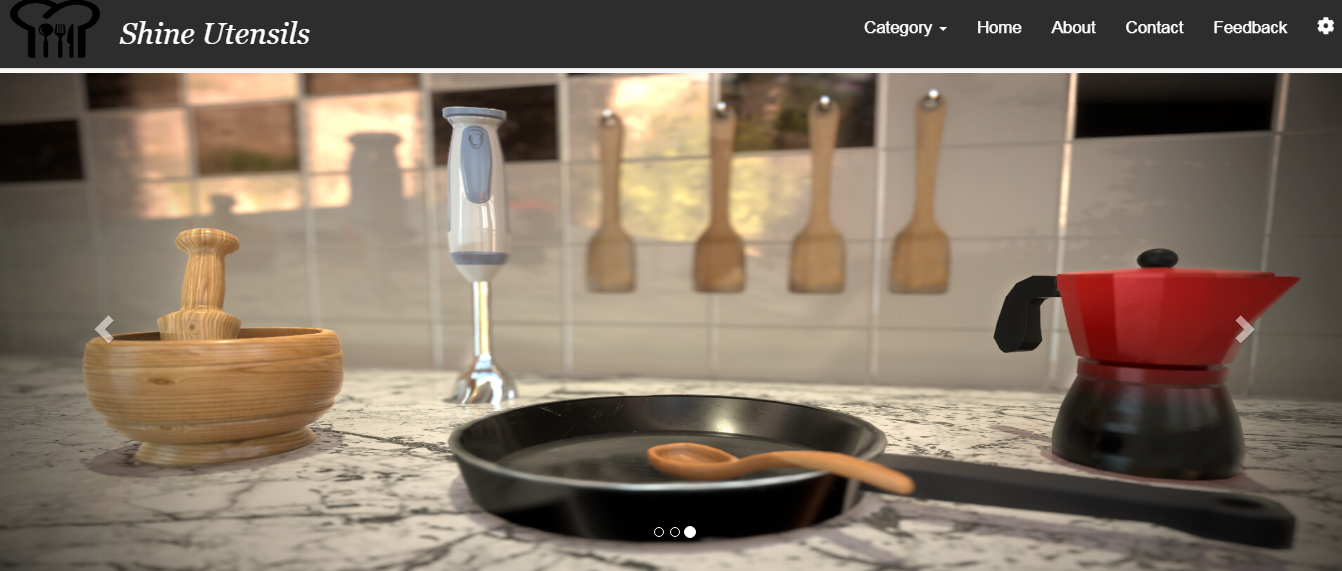 Shine Utensils
Category
Home
About
Contact
Feedback